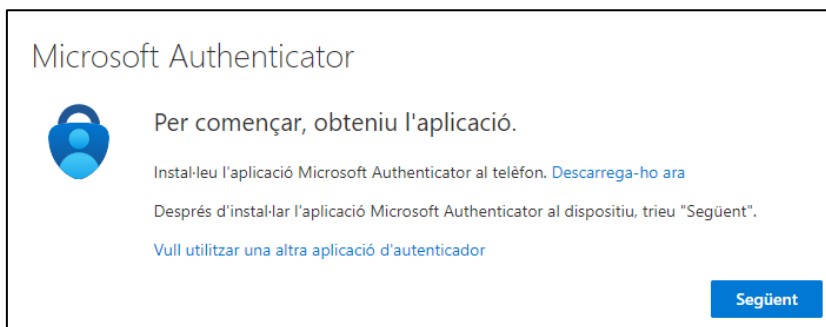 Microsoft Authenticator
Per començar, obteniu l'aplicació.
Instal·leu l'aplicació Microsoft Authenticator al telèfon. Descarrega-ho ara
Després d'instal·lar l'aplicació Microsoft Authenticator al dispositiu, trieu "Següent".
Vull utilitzar una altra aplicació d'autenticador
Següent